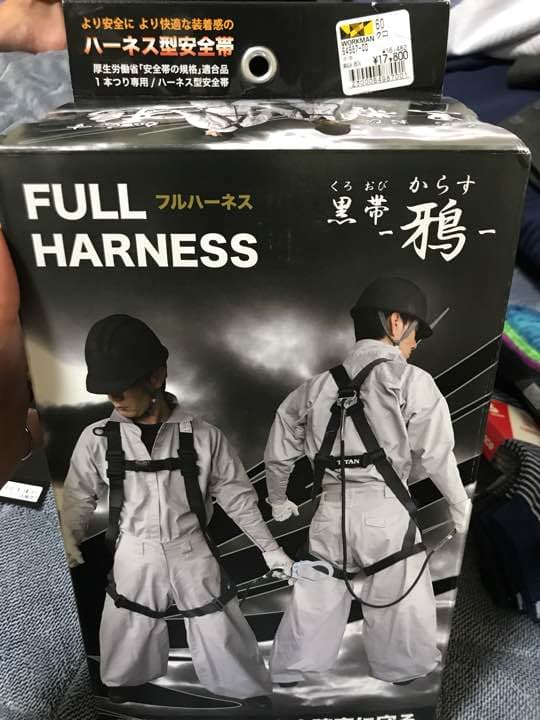 より安全に より快適な装着感の
ハーネス型安全帯
厚生労働省「安全帯の規格」適合品
1本つり専用/ハーネス型安全帯
WORKMAN
60
¥17,800
FULL
HARNESS
フルハーネス
くろ おび からす
黒帯
-鴉-
TITAN